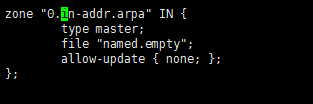 zone "0.in-addr.arpa" IN {
        type master;
        file "named.empty";
        allow-update { none; };
};